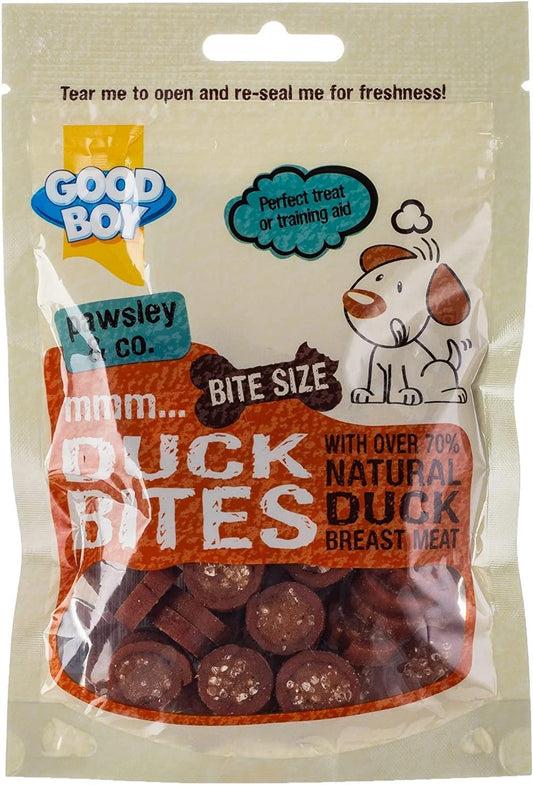 Tear me to open and re-seal me for freshness!
GOOD
BOY
Perfect treat
or training aid
pawsley
& co.
BITE SIZE
mmm...
DUCK
BITES
WITH OVER 70%
NATURAL
DUCK
BREAST MEAT